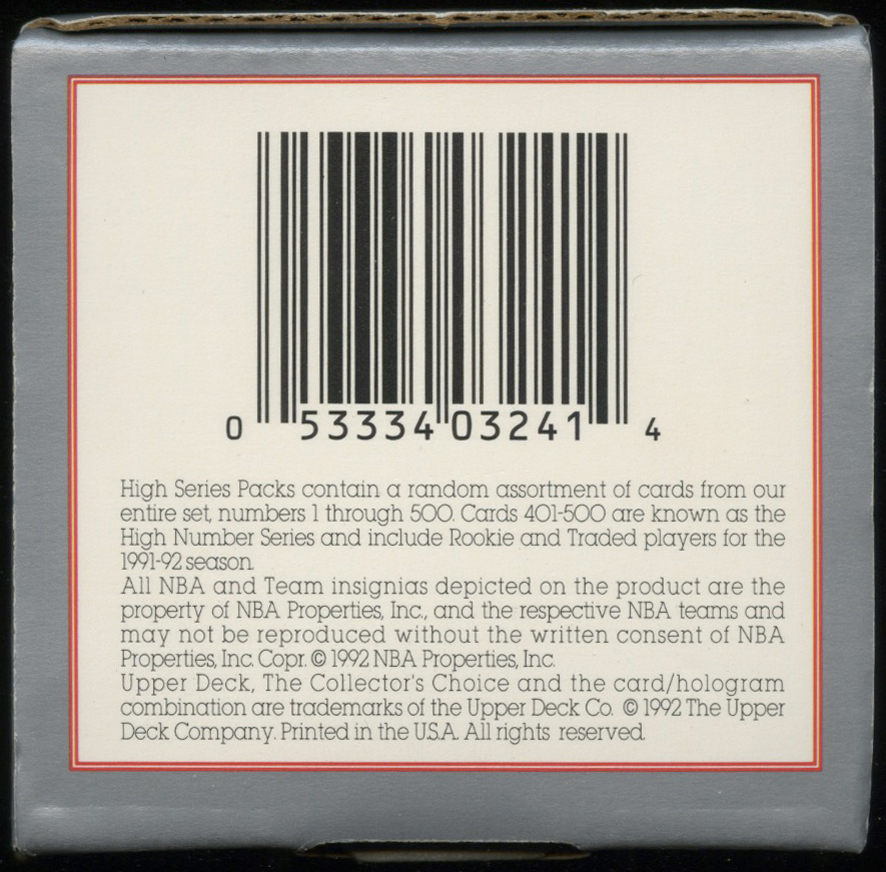 0 53334 03241 4
High Series Packs contain a random assortment of cards from our
entire set, numbers 1 through 500. Cards 401-500 are known as the
High Number Series and include Rookie and Traded players for the
1991-92 season.
All NBA and Team insignias depicted on the product are the
property of NBA Properties, Inc., and the respective NBA teams and
may not be reproduced without the written consent of NBA
Properties, Inc. Copr. © 1992 NBA Properties, Inc.
Upper Deck, The Collector's Choice and the card/hologram
combination are trademarks of the Upper Deck Co. © 1992 The Upper
Deck Company. Printed in the U.S.A. All rights reserved.